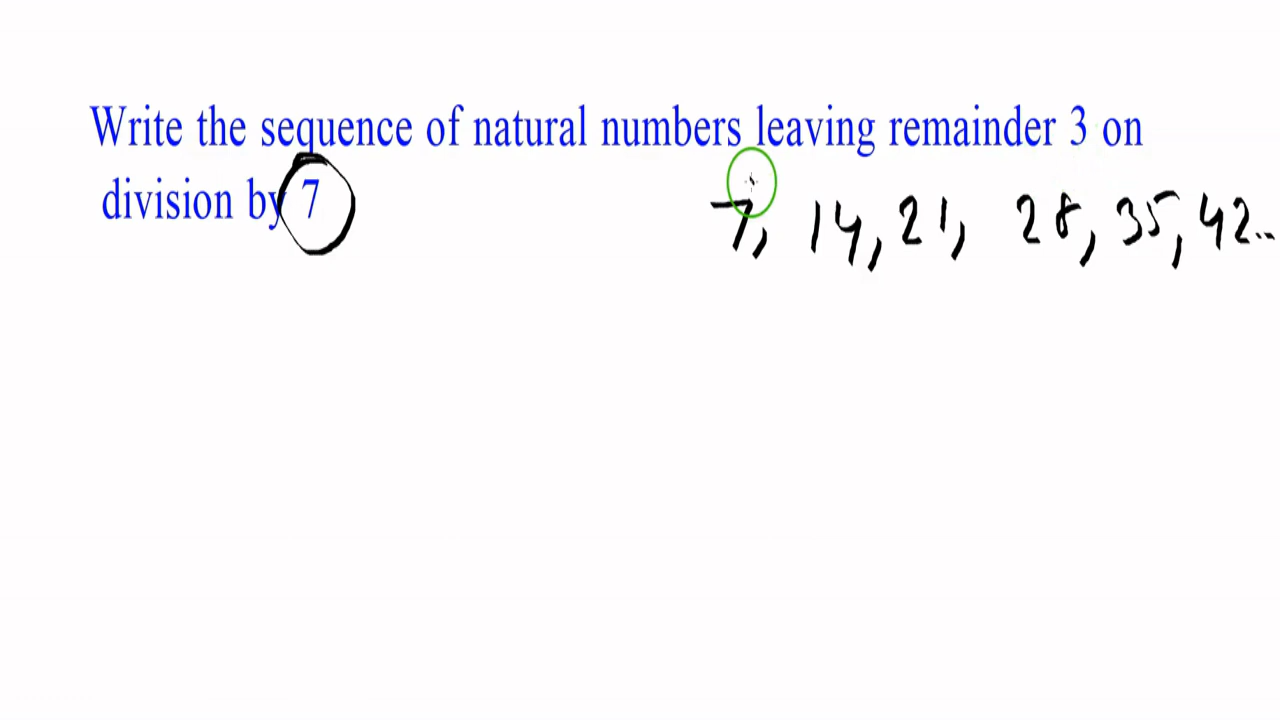 Write the sequence of natural numbers leaving remainder 3 on
division by 7
7, 14, 21, 28, 35, 42..